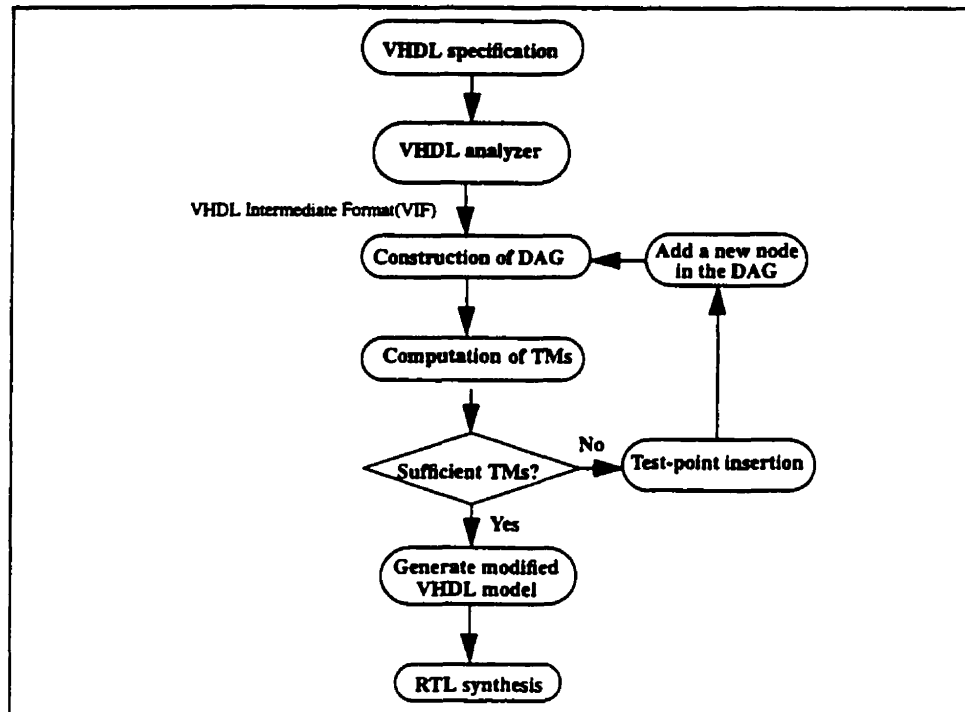 VHDL specification
VHDL analyzer
VHDL Intermediate Format(VIF)
Construction of DAG
Add a new node
in the DAG
Computation of TMs
Sufficient TMs?
No
Test-point insertion
Yes
Generate modified
VHDL model
RTL synthesis